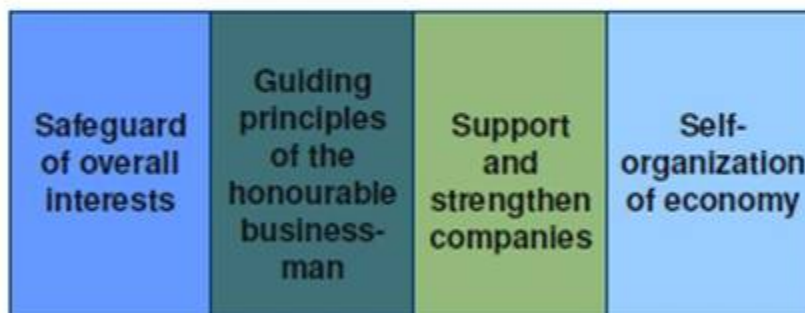 Safeguard
of overall
interests
Guiding
principles
of the
honourable
business-
man
Support
and
strengthen
companies
Self-
organization
of economy